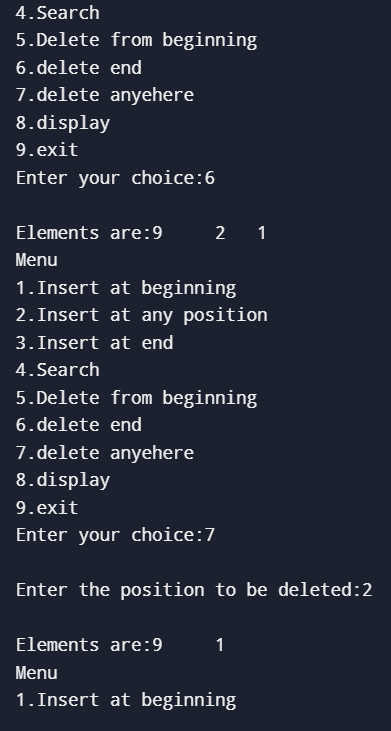 4.Search
5.Delete from beginning
6.delete end
7.delete anyehere
8.display
9.exit
Enter your choice:6
Elements are:9     2   1
Menu
1.Insert at beginning
2.Insert at any position
3.Insert at end
4.Search
5.Delete from beginning
6.delete end
7.delete anyehere
8.display
9.exit
Enter your choice:7
Enter the position to be deleted:2
Elements are:9     1
Menu
1.Insert at beginning